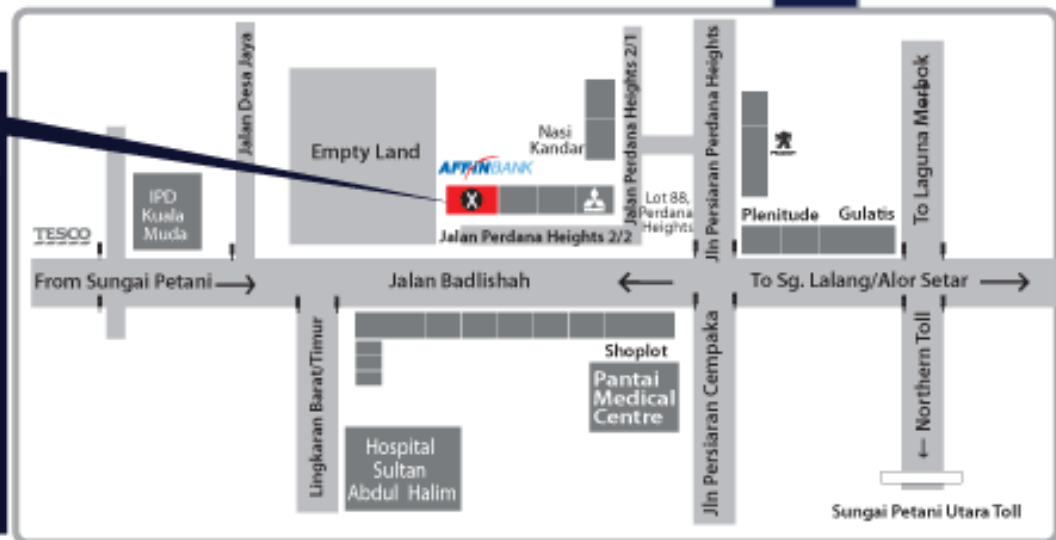 Jalan Desa Jaya
Empty Land
Nasi
Kandar
AFFINBANK
X
Jalan Perdana Heights 2/1
Jln Persiaran Perdana Heights
To Laguna Merbok
IPD
Kuala
Muda
TESCO
Lot 88,
Perdana
Heights
Plenitude
Gulatis
Jalan Perdana Heights 2/2
From Sungai Petani
Jalan Badlishah
To Sg. Lalang/Alor Setar
Lingkaran Barat/Timur
Shoplot
Pantai
Medical
Centre
Hospital
Sultan
Abdul Halim
Jln Persiaran Cempaka
Northern Toll
Sungai Petani Utara Toll